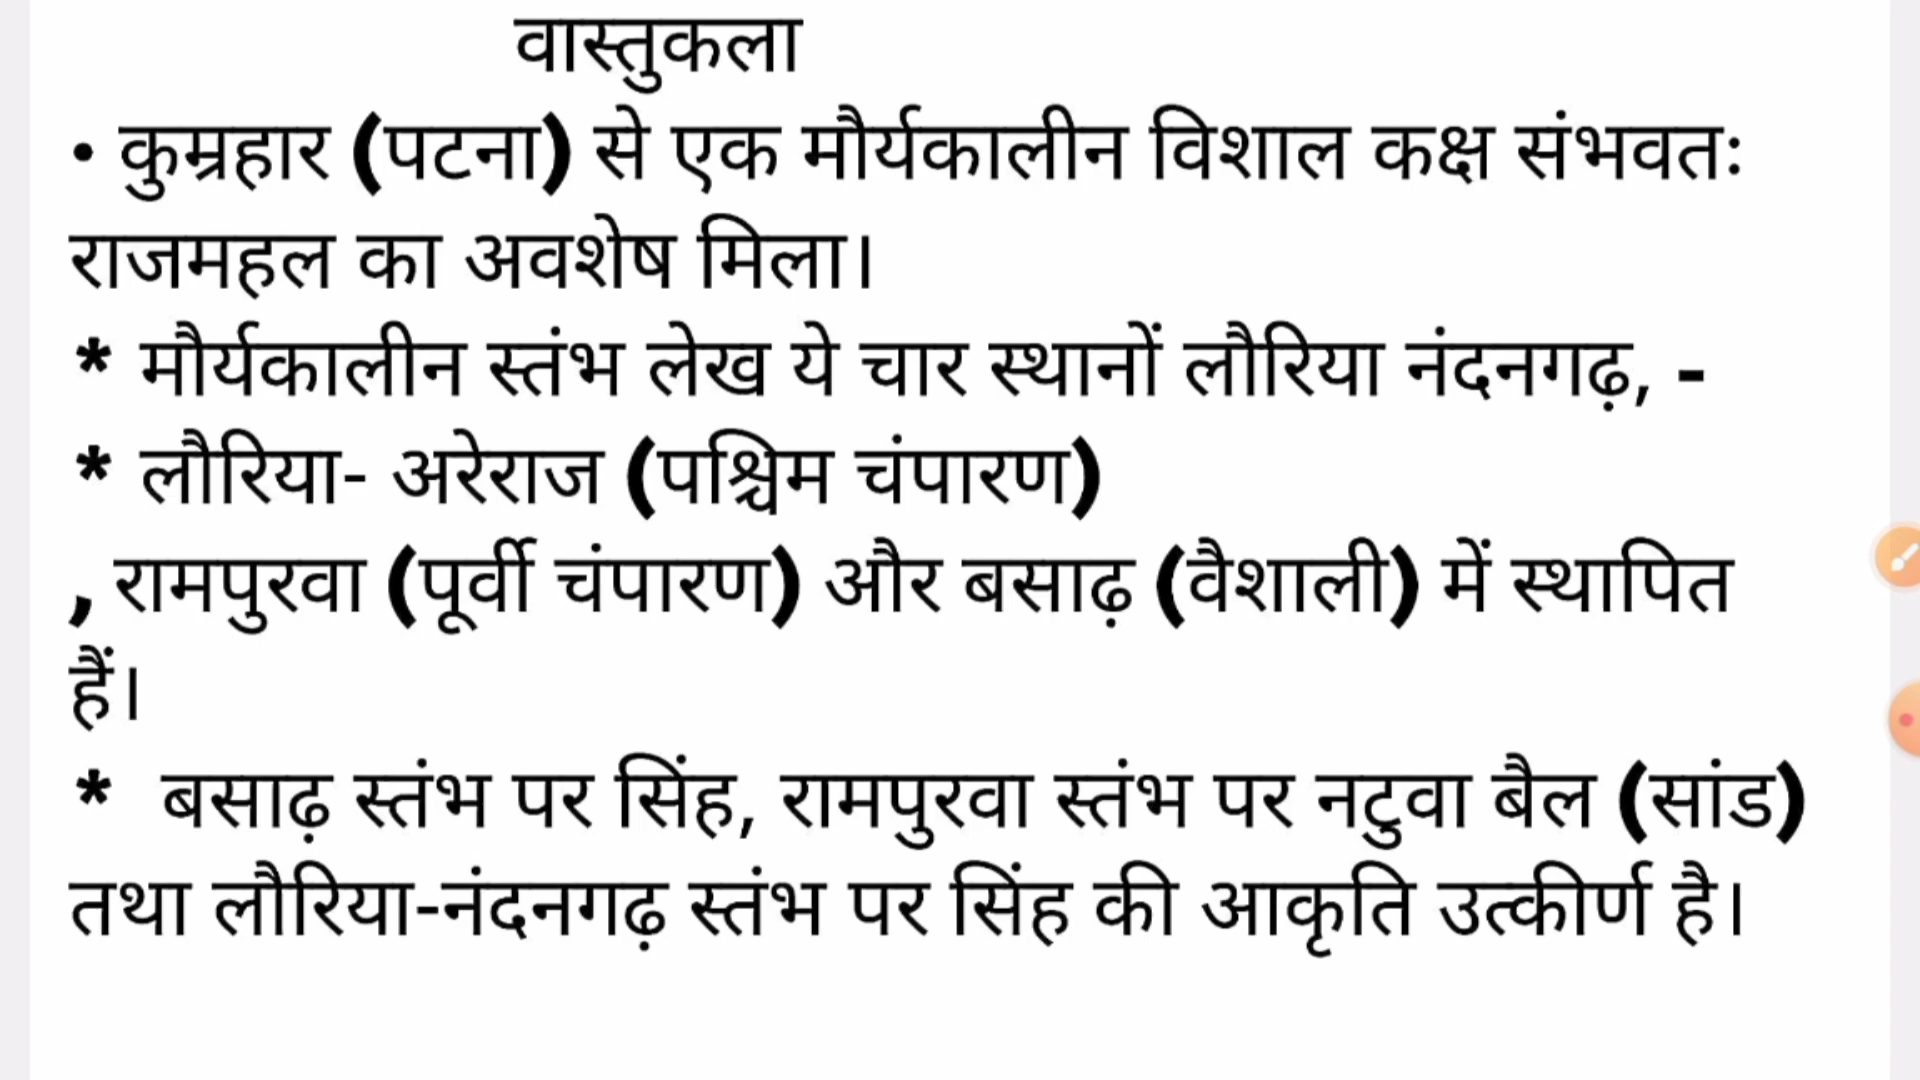 वास्तुकला
• कुम्रहार (पटना) से एक मौर्यकालीन विशाल कक्ष संभवतः
राजमहल का अवशेष मिला।
* मौर्यकालीन स्तंभ लेख ये चार स्थानों लौरिया नंदनगढ़, -
* लौरिया- अरेराज (पश्चिम चंपारण)
, रामपुरवा (पूर्वी चंपारण) और बसाढ़ (वैशाली) में स्थापित
हैं।
* बसाढ़ स्तंभ पर सिंह, रामपुरवा स्तंभ पर नटुवा बैल (सांड)
तथा लौरिया-नंदनगढ़ स्तंभ पर सिंह की आकृति उत्कीर्ण है।